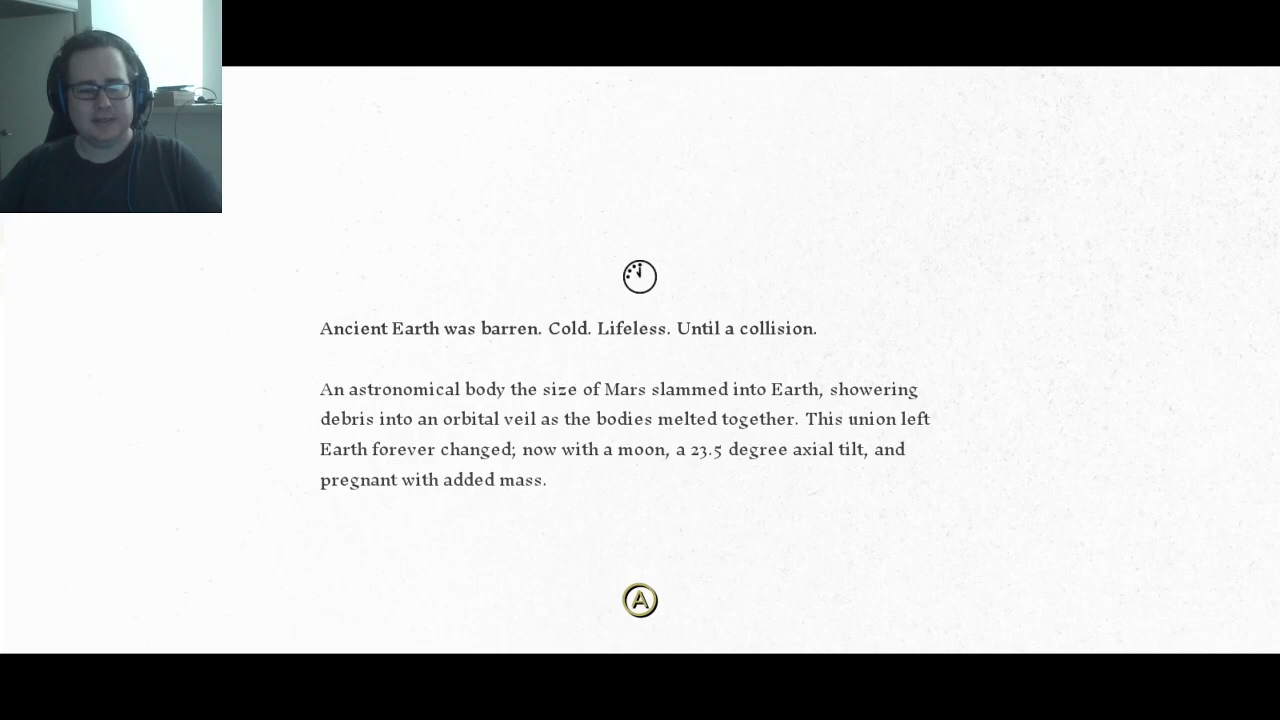 Ancient Earth was barren. Cold. Lifeless. Until a collision.
An astronomical body the size of Mars slammed into Earth, showering
debris into an orbital veil as the bodies melted together. This union left
Earth forever changed; now with a moon, a 23.5 degree axial tilt, and
pregnant with added mass.
A